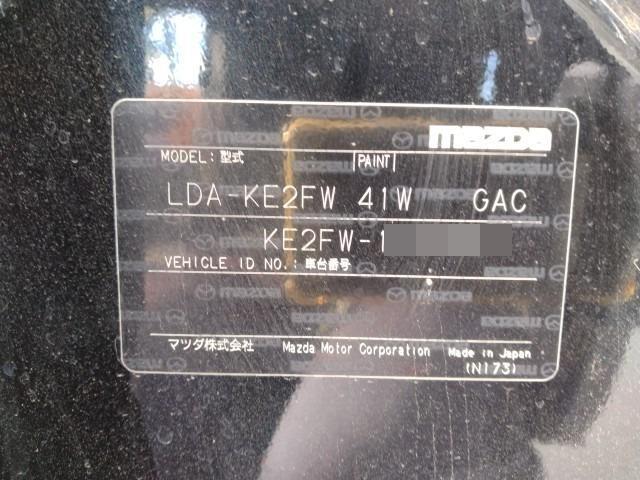 mazda
MODEL: 型式 PAINT
LDA-KE2FW 41W GAC
KE2FW-1
VEHICLE ID NO.: 車台番号
マツダ株式会社 Mazda Motor Corporation Made in Japan
(N173)